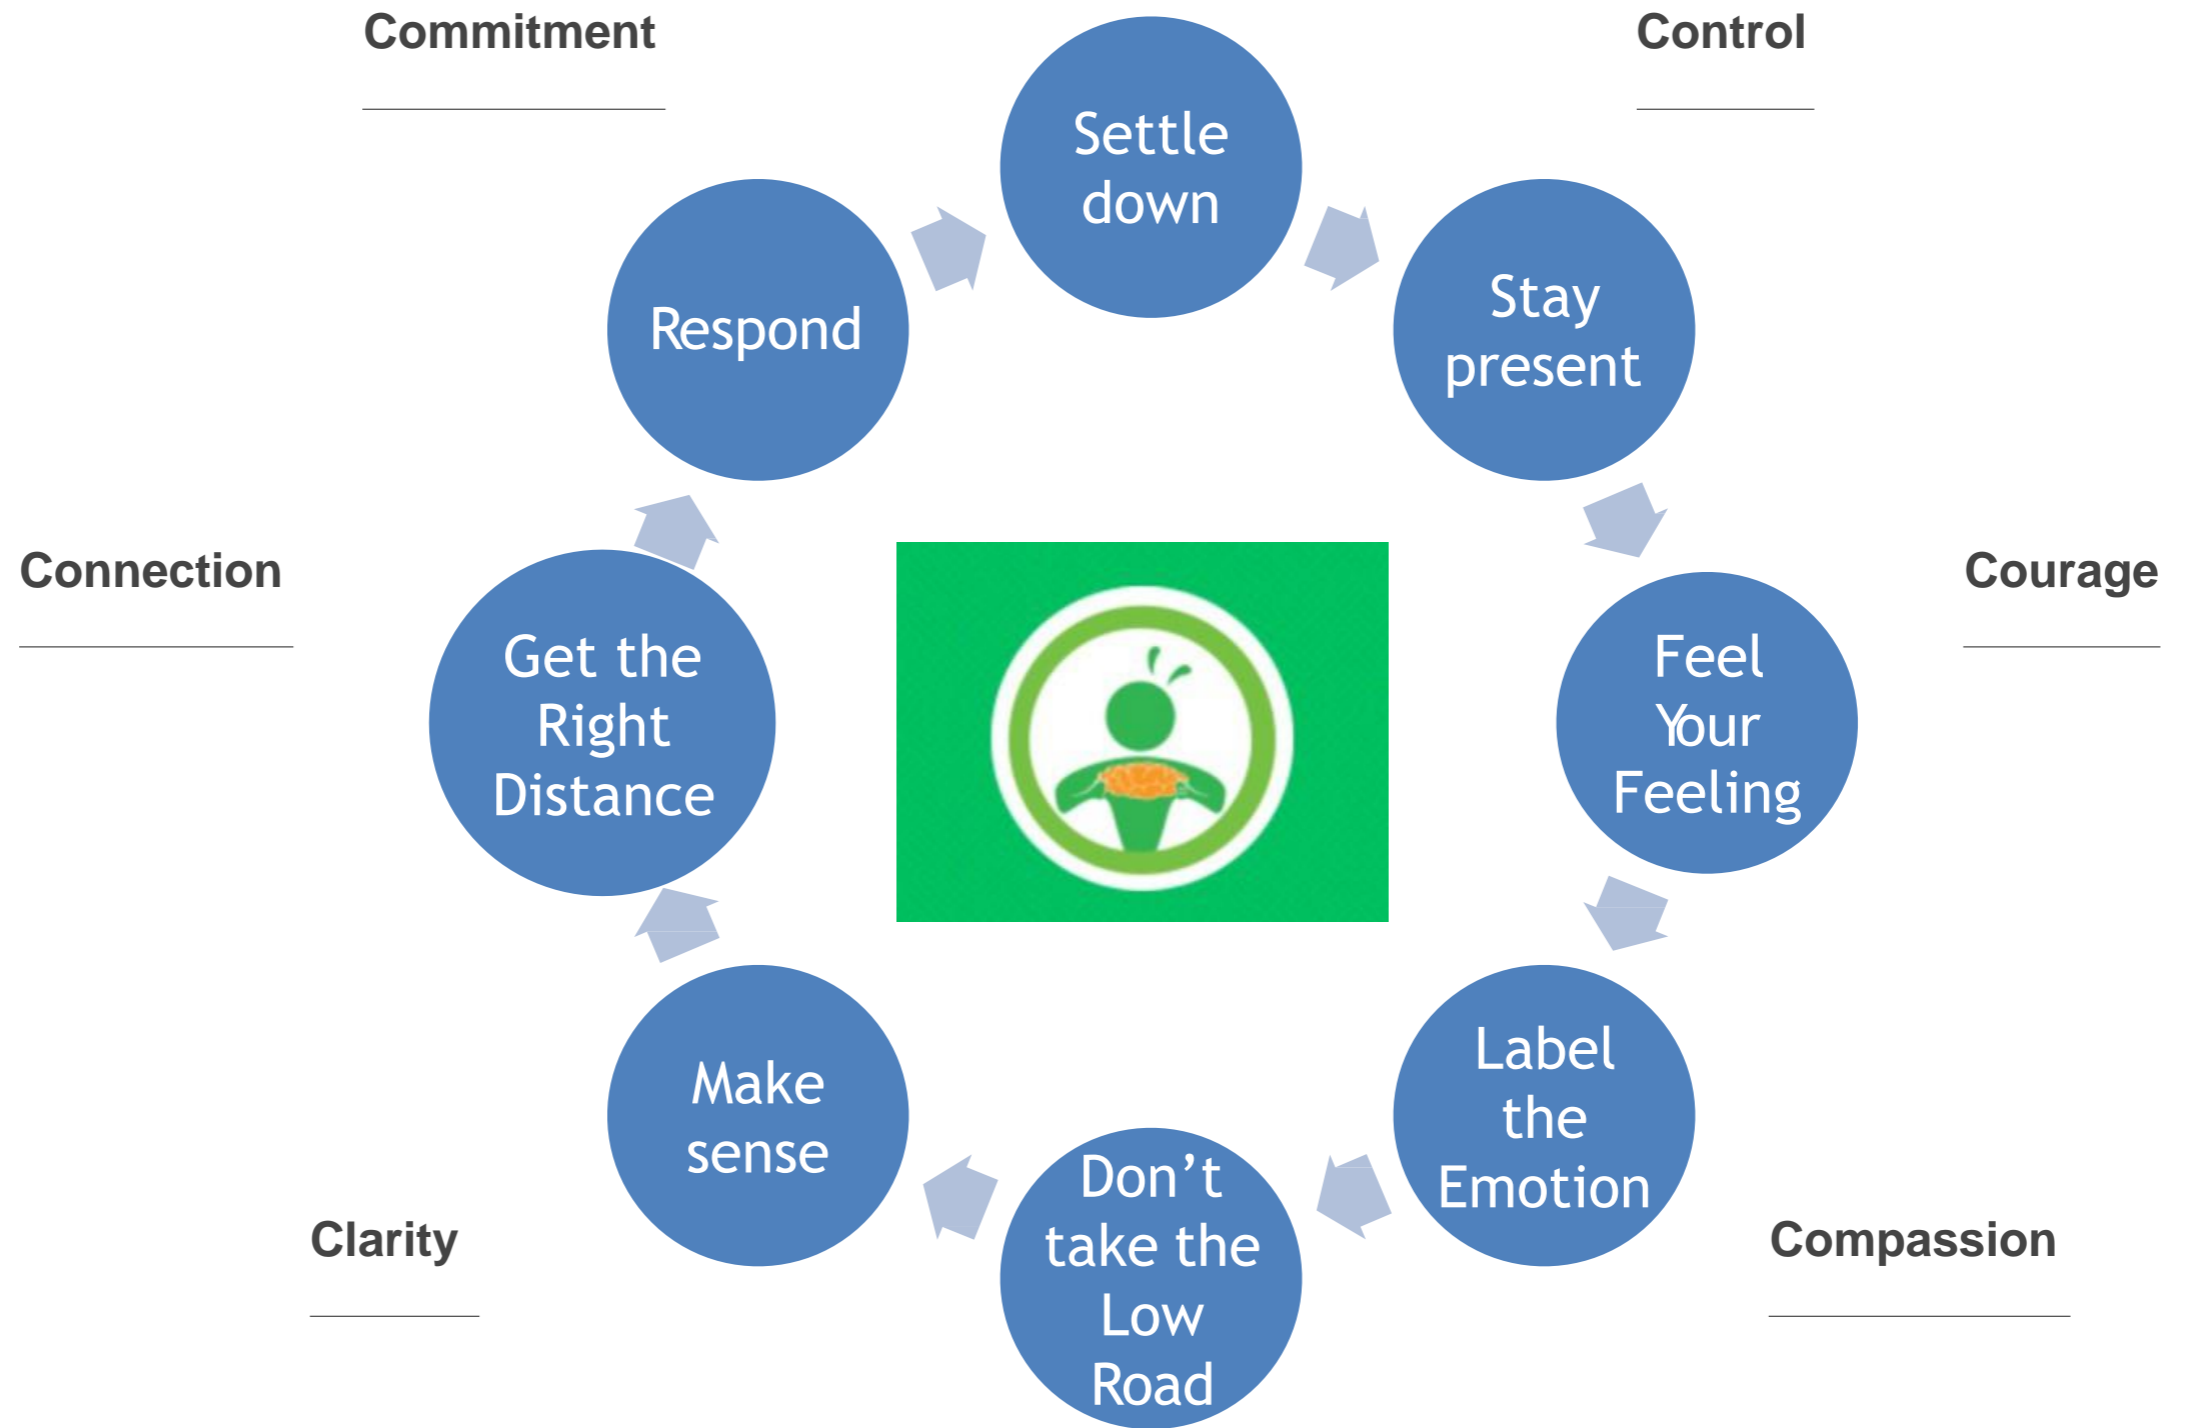 Commitment
Control
Settle
down
Stay
present
Respond
Connection
Courage
Feel
Your
Feeling
Get the
Right
Distance
Label
the
Emotion
Make
sense
Don’t
take the
Low
Road
Clarity
Compassion